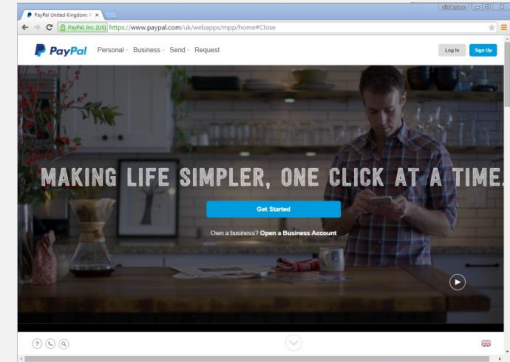 PayPal United Kingdom: P
PayPal, Inc. [US] https://www.paypal.com/uk/webapps/mpp/home#Close
PayPal Personal Business Send Request Log In Sign Up
MAKING LIFE SIMPLER, ONE CLICK AT A TIME.
Get Started
Own a business? Open a Business Account